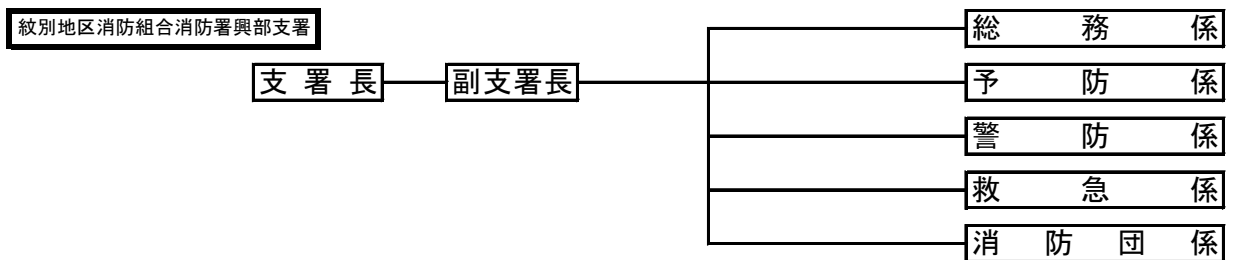 紋別地区消防組合消防署興部支署
総務係
支署長 副支署長
予防係
警防係
救急係
消防団係